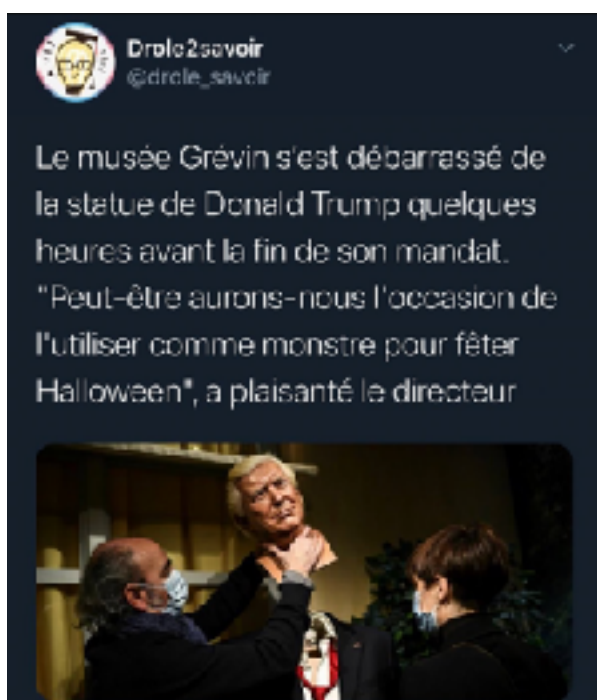 Drole2savoir
@drole_savoir
Le musée Grévin s'est débarrassé de
la statue de Donald Trump quelques
heures avant la fin de son mandat.
"Peut-être aurons-nous l'occasion de
l'utiliser comme monstre pour fêter
Halloween", a plaisanté le directeur